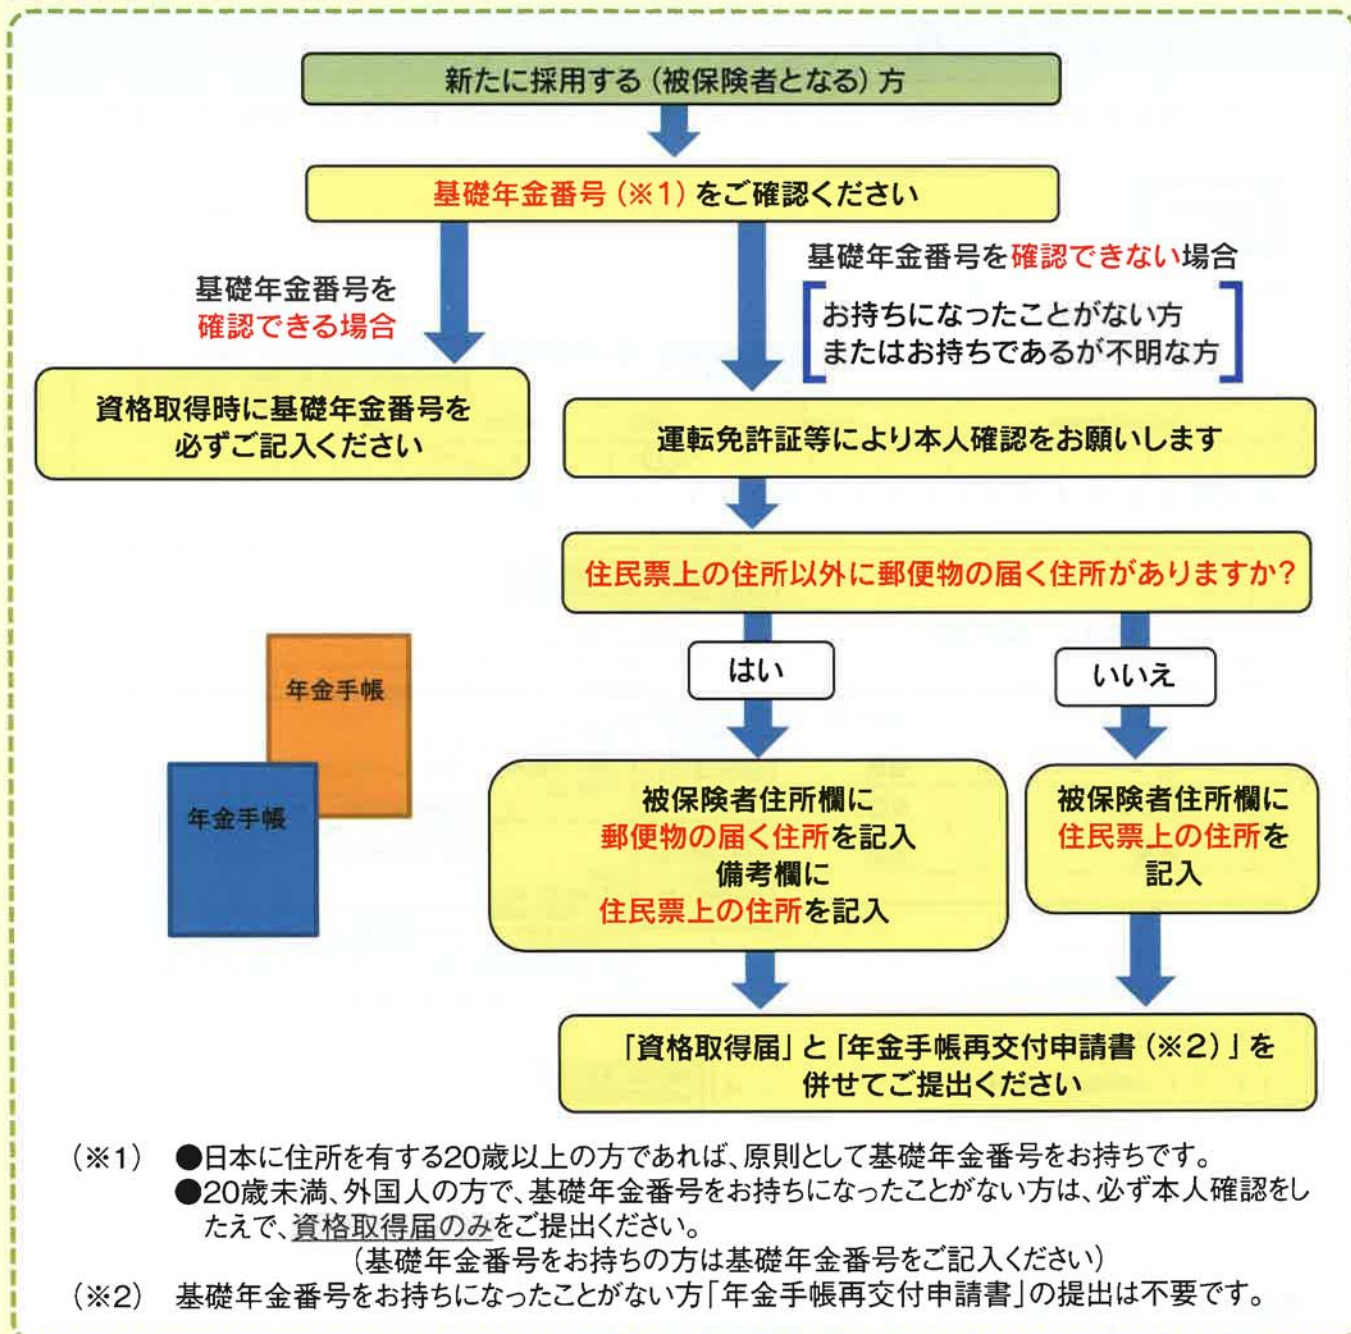 新たに採用する（被保険者となる）方
基礎年金番号（※1）をご確認ください
基礎年金番号を
確認できる場合
基礎年金番号を確認できない場合
お持ちになったことがない方
またはお持ちであるが不明な方
資格取得時に基礎年金番号を
必ずご記入ください
運転免許証等により本人確認をお願いします
住民票上の住所以外に郵便物の届く住所がありますか？
はい
いいえ
年金手帳
年金手帳
被保険者住所欄に
郵便物の届く住所を記入
備考欄に
住民票上の住所を記入
被保険者住所欄に
住民票上の住所を
記入
「資格取得届」と「年金手帳再交付申請書（※2）」を
併せてご提出ください
（※1） ●日本に住所を有する20歳以上の方であれば、原則として基礎年金番号をお持ちです。
●20歳未満、外国人の方で、基礎年金番号をお持ちになったことがない方は、必ず本人確認をし
たえで、資格取得届のみをご提出ください。
（基礎年金番号をお持ちの方は基礎年金番号をご記入ください）
（※2） 基礎年金番号をお持ちになったことがない方「年金手帳再交付申請書」の提出は不要です。